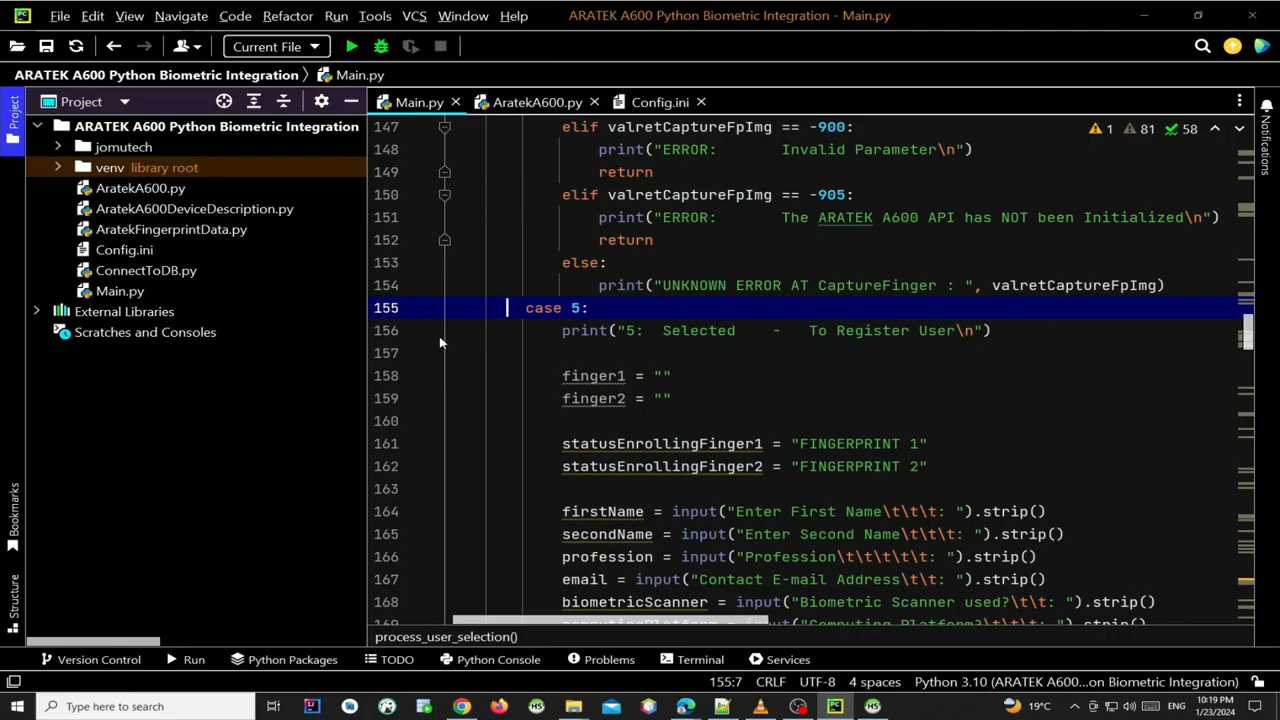 PC File Edit View Navigate Code Refactor Run Tools VCS Window Help ARATEK A600 Python Biometric Integration - Main.py
Current File
ARATEK A600 Python Biometric Integration Main.py
Project Main.py AratekA600.py Config.ini
Project
Bookmarks
Structure
Notifications
ARATEK A600 Python Biometric Integration
jomutech
venv library root
AratekA600.py
AratekA600DeviceDescription.py
AratekFingerprintData.py
Config.ini
ConnectToDB.py
Main.py
External Libraries
Scratches and Consoles
1 81 58
147 elif valretCaptureFpImg == -900:
148 print("ERROR: Invalid Parameter\n")
149 return
150 elif valretCaptureFpImg == -905:
151 print("ERROR: The ARATEK A600 API has NOT been Initialized\n")
152 return
153 else:
154 print("UNKNOWN ERROR AT CaptureFinger : ", valretCaptureFpImg)
155 case 5:
156 print("5: Selected - To Register User\n")
157
158 finger1 = ""
159 finger2 = ""
160
161 statusEnrollingFinger1 = "FINGERPRINT 1"
162 statusEnrollingFinger2 = "FINGERPRINT 2"
163
164 firstName = input("Enter First Name\t\t\t: ").strip()
165 secondName = input("Enter Second Name\t\t: ").strip()
166 profession = input("Profession\t\t\t\t\t: ").strip()
167 email = input("Contact E-mail Address\t\t: ").strip()
168 biometricScanner = input("Biometric Scanner used?\t\t: ").strip()
process_user_selection()
Version Control Run Python Packages TODO Python Console Problems Terminal Services
155:7 CRLF UTF-8 4 spaces Python 3.10 (ARATEK A600...on Biometric Integration)
Type here to search
19°C
ENG
10:19 PM
1/23/2024